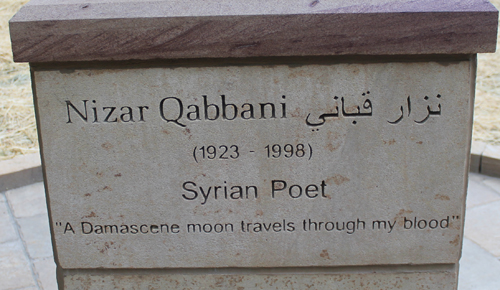 Nizar Qabbani نزار قباني
(1923 - 1998)
Syrian Poet
"A Damascene moon travels through my blood"